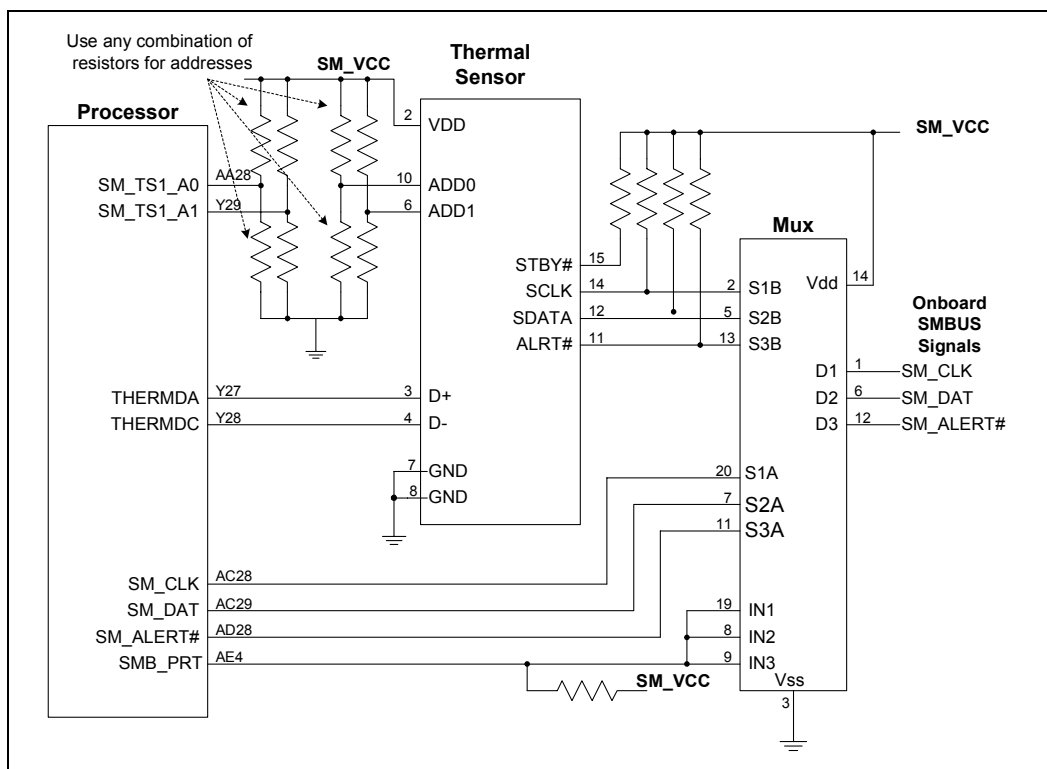 Use any combination of
resistors for addresses
SM_VCC
Thermal
Sensor
Processor
2
VDD
SM_VCC
SM_TS1_A0
AA28
10
ADD0
SM_TS1_A1
Y29
6
ADD1
Mux
STBY#
15
SCLK
14
2
S1B
Vdd
14
SDATA
12
5
S2B
ALRT#
11
13
S3B
Onboard
SMBUS
Signals
D1
1
SM_CLK
D2
6
SM_DAT
D3
12
SM_ALERT#
THERMDA
Y27
3
D+
THERMDC
Y28
4
D-
7
GND
8
GND
20
S1A
7
S2A
11
S3A
SM_CLK
AC28
SM_DAT
AC29
19
IN1
SM_ALERT#
AD28
8
IN2
SMB_PRT
AE4
9
IN3
SM_VCC
Vss
3